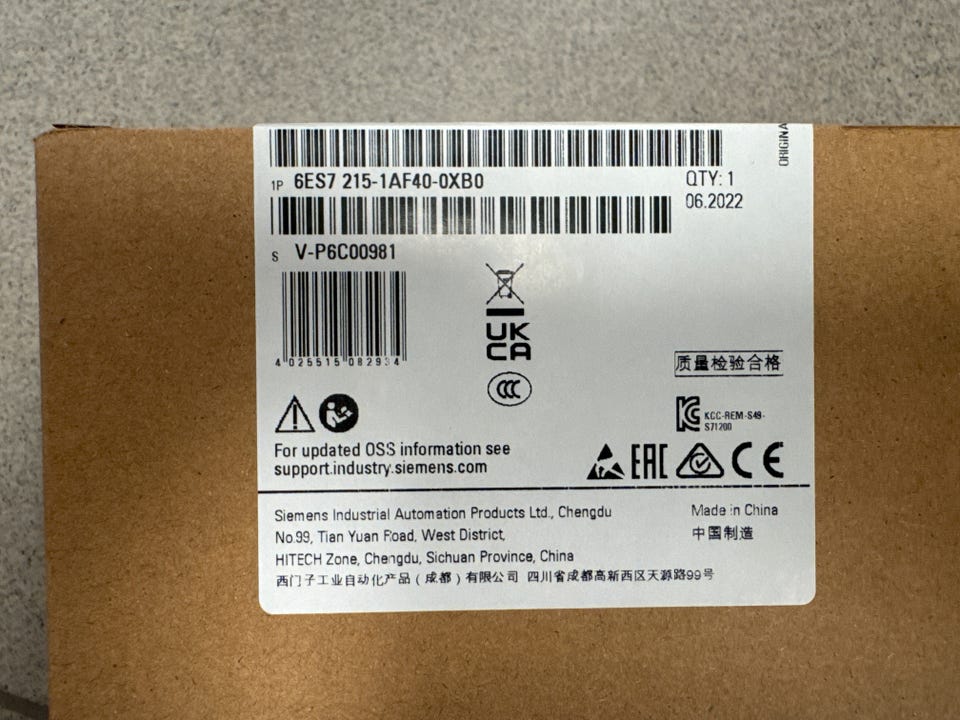 ORIGINA
1P 6ES7 215-1AF40-0XB0
QTY: 1
06.2022
S V-P6C00981
4 025515 082934
UK
CA
CCC
质量检验合格
KCC-REM-S49-
S71200
For updated OSS information see
support.industry.siemens.com
EAC CE
Siemens Industrial Automation Products Ltd., Chengdu
No.99, Tian Yuan Road, West District,
HITECH Zone, Chengdu, Sichuan Province, China
西门子工业自动化产品（成都）有限公司 四川省成都高新西区天源路99号
Made in China
中国制造